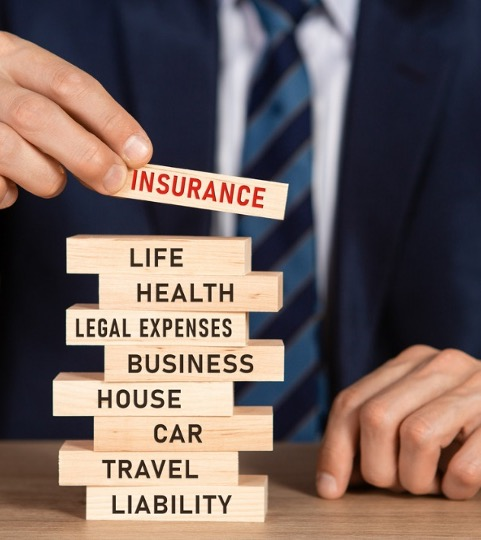 INSURANCE
LIFE
HEALTH
LEGAL EXPENSES
BUSINESS
HOUSE
CAR
TRAVEL
LIABILITY